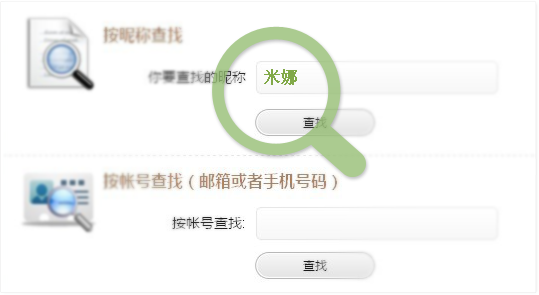 按昵称查找
你要查找的昵称 米娜
查找
按帐号查找（邮箱或者手机号码）
按帐号查找:
查找